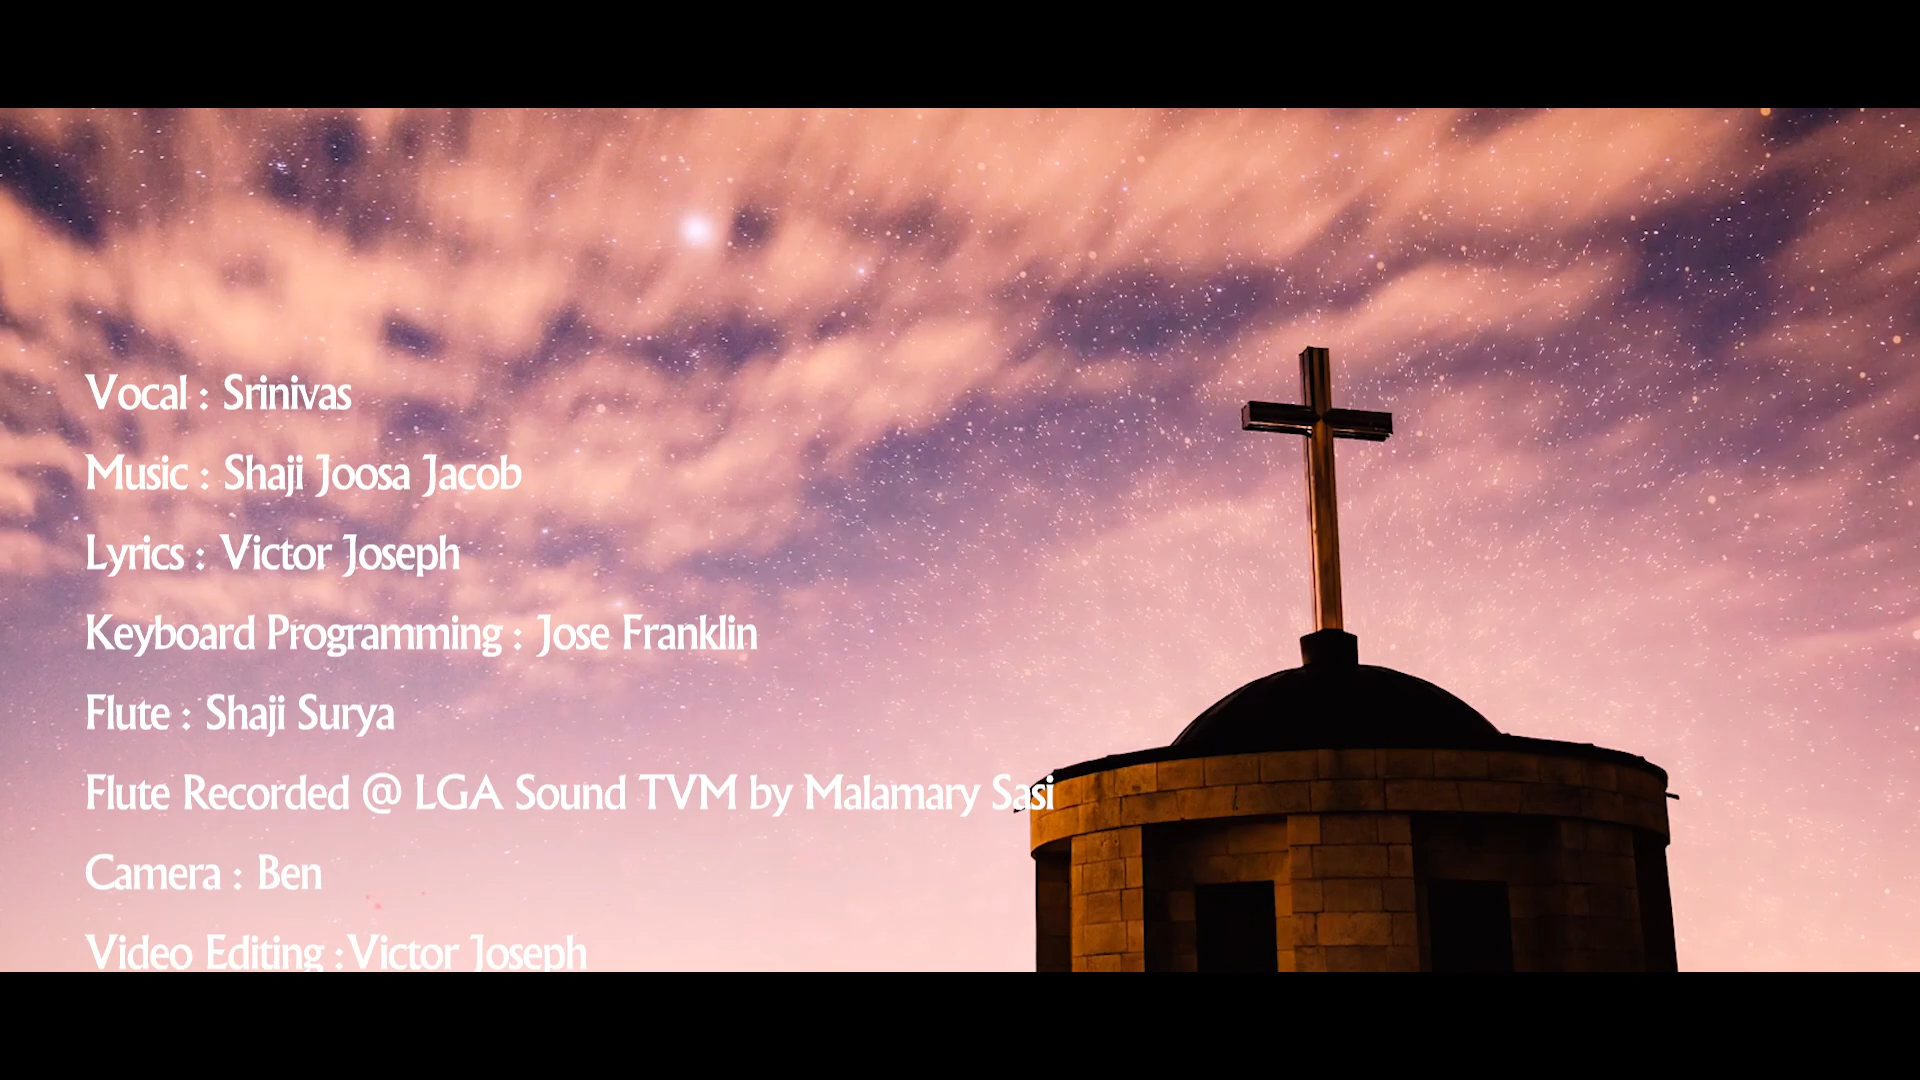 Vocal : Srinivas
Music : Shaji Joosa Jacob
Lyrics : Victor Joseph
Keyboard Programming : Jose Franklin
Flute : Shaji Surya
Flute Recorded @ LGA Sound TVM by Malamary Sasi
Camera : Ben
Video Editing :Victor Joseph